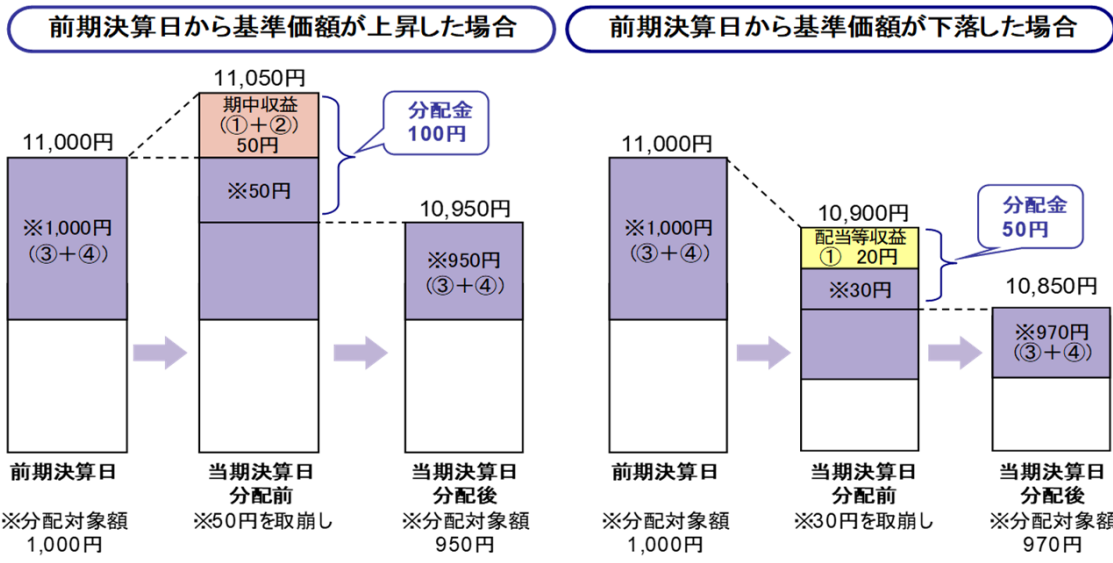 前期決算日から基準価額が上昇した場合
11,000円
※1,000円
(③+④)
前期決算日
※分配対象額
1,000円
11,050円
期中収益
(①+②)
50円
※50円
分配金
100円
当期決算日
分配前
※50円を取崩し
10,950円
※950円
(③+④)
当期決算日
分配後
※分配対象額
950円
前期決算日から基準価額が下落した場合
11,000円
※1,000円
(③+④)
前期決算日
※分配対象額
1,000円
10,900円
配当等収益
① 20円
※30円
分配金
50円
当期決算日
分配前
※30円を取崩し
10,850円
※970円
(③+④)
当期決算日
分配後
※分配対象額
970円